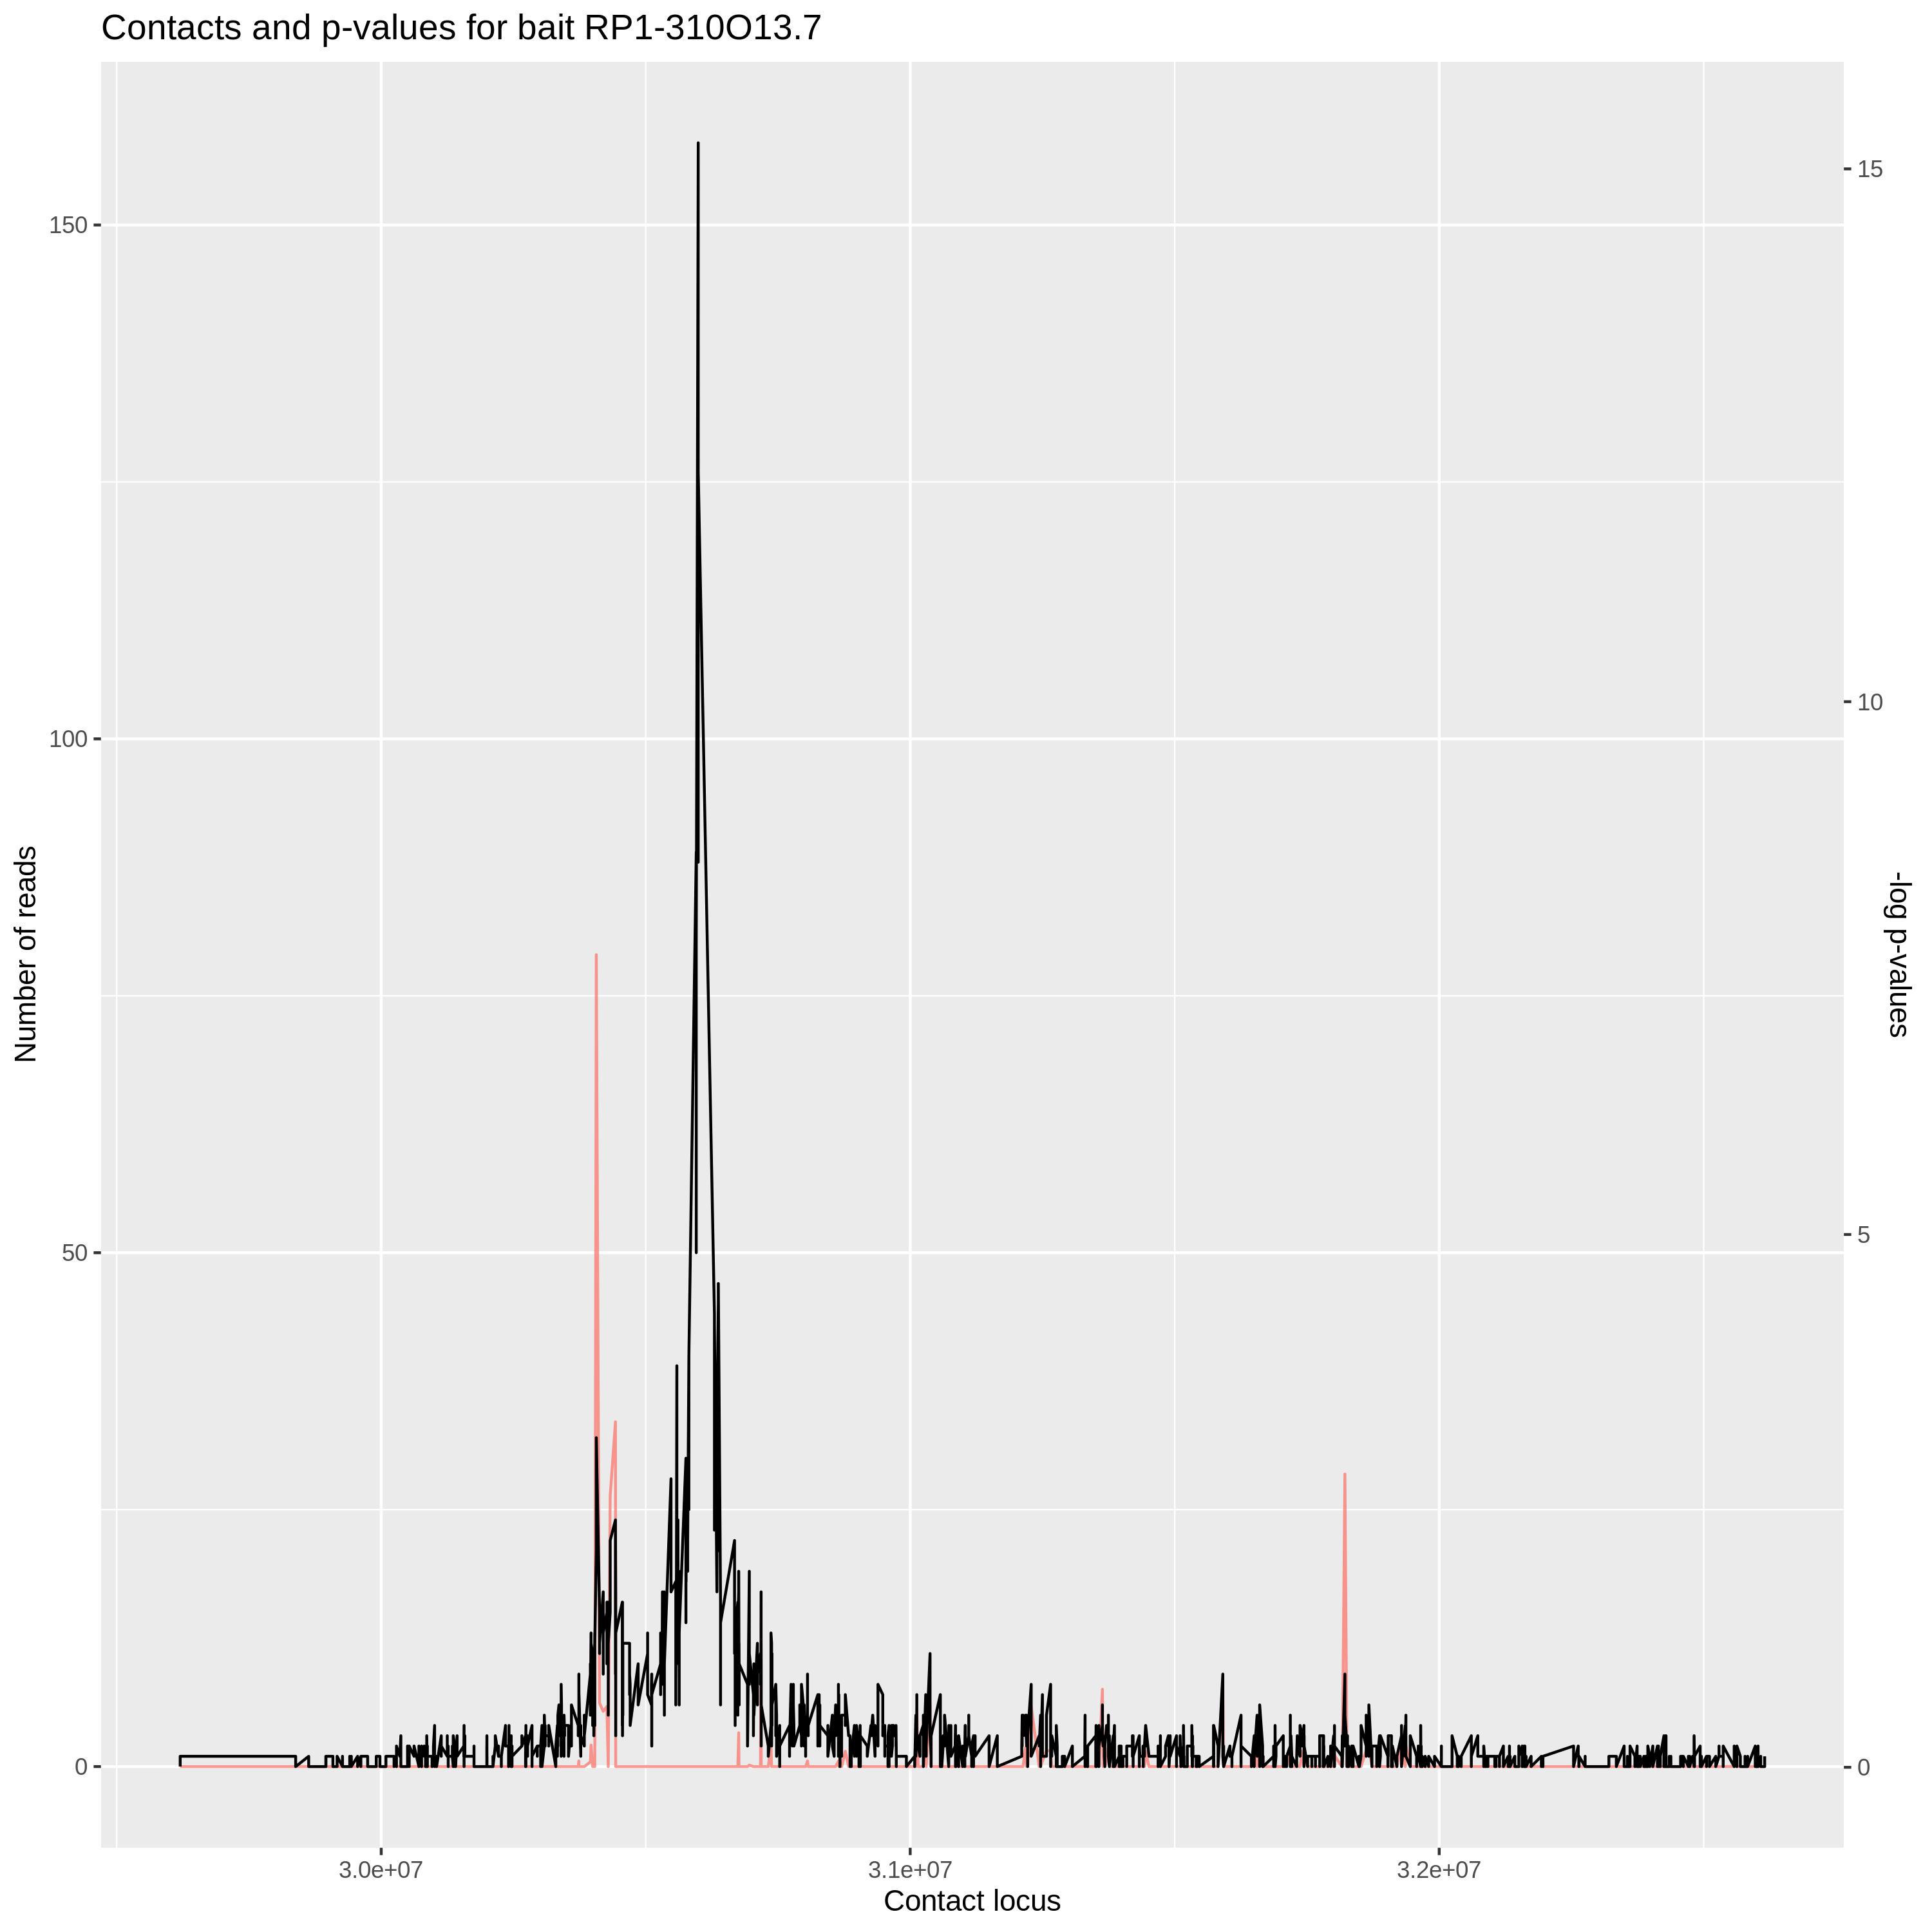 Contacts and p-values for bait RP1-310O13.7
150
100
50
0
Number of reads
15
10
5
0
-log p-values
3.0e+07
3.1e+07
3.2e+07
Contact locus